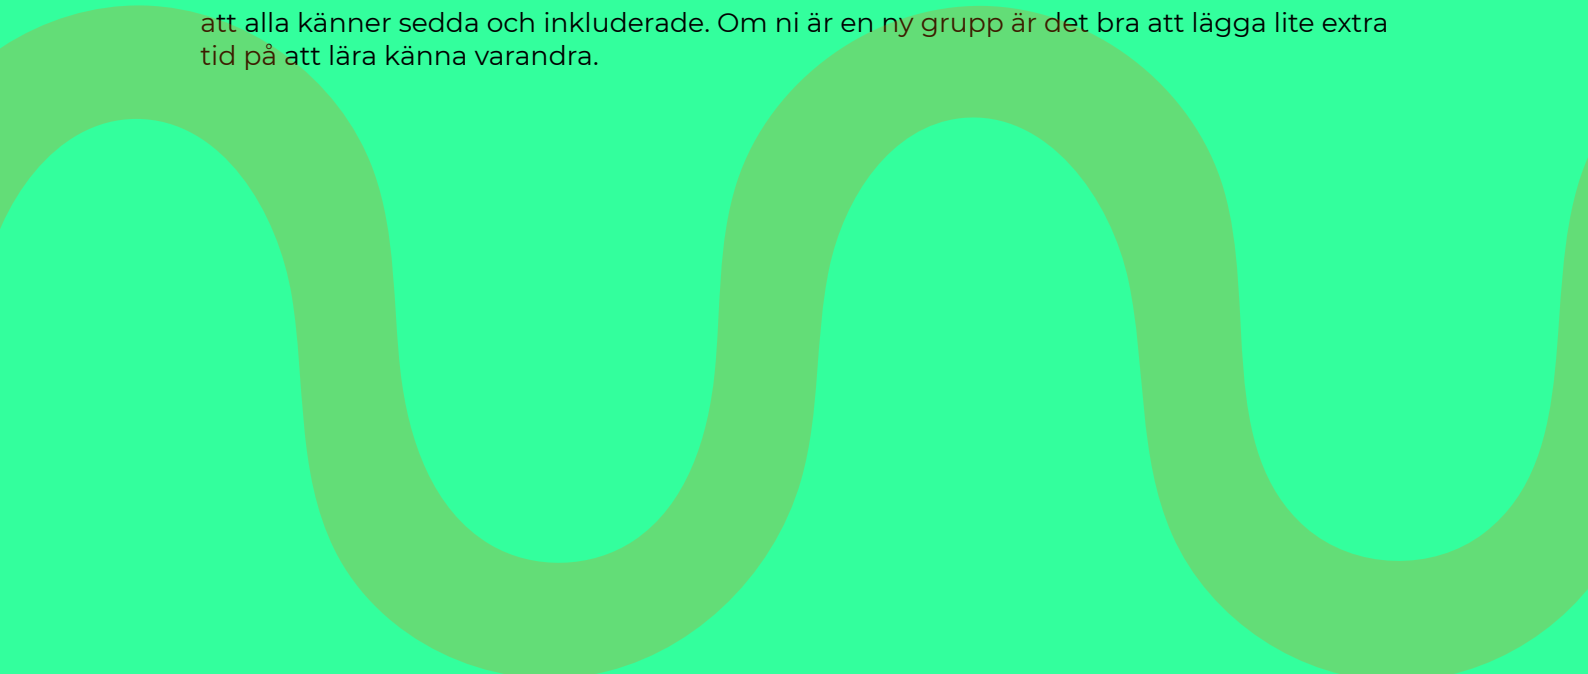 att alla känner sedda och inkluderade. Om ni är en ny grupp är det bra att lägga lite extra
tid på att lära känna varandra.